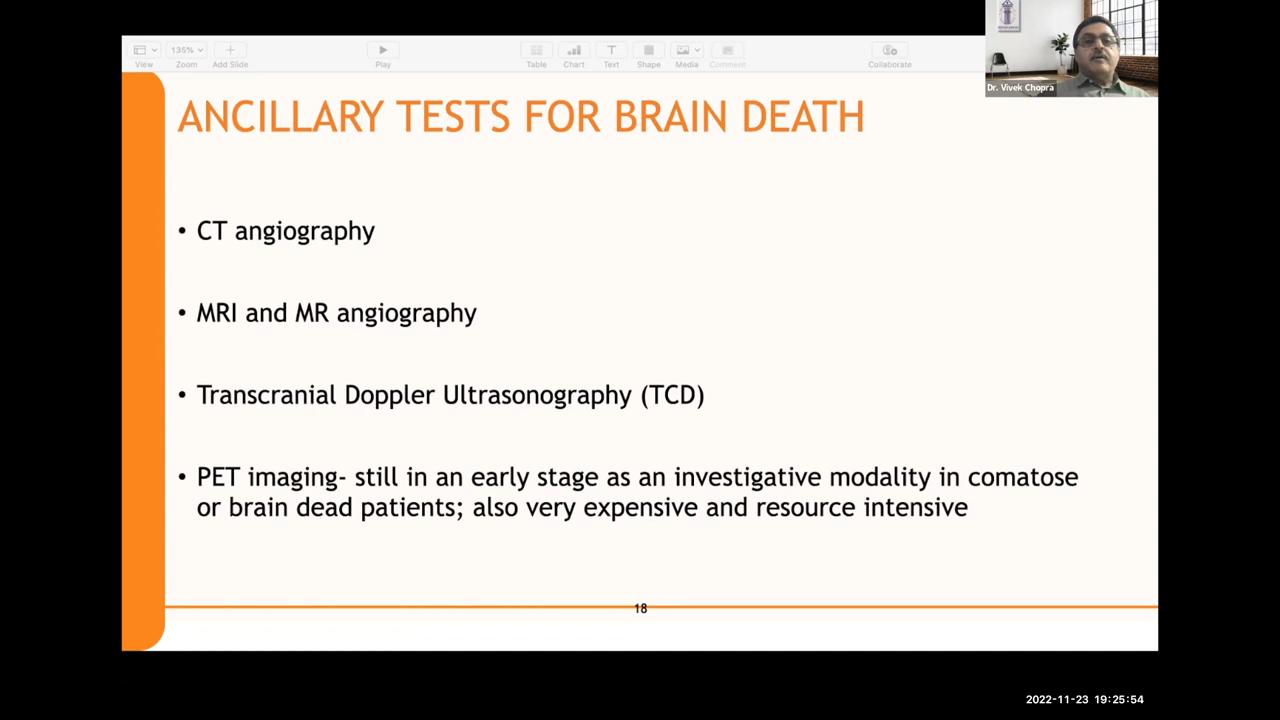 View
135%
Zoom
Add Slide
Play
Table
Chart
Text
Shape
Media
Comment
Collaborate
Dr. Vivek Chopra
ANCILLARY TESTS FOR BRAIN DEATH
• CT angiography
• MRI and MR angiography
• Transcranial Doppler Ultrasonography (TCD)
• PET imaging- still in an early stage as an investigative modality in comatose
or brain dead patients; also very expensive and resource intensive
18
2022-11-23 19:25:54